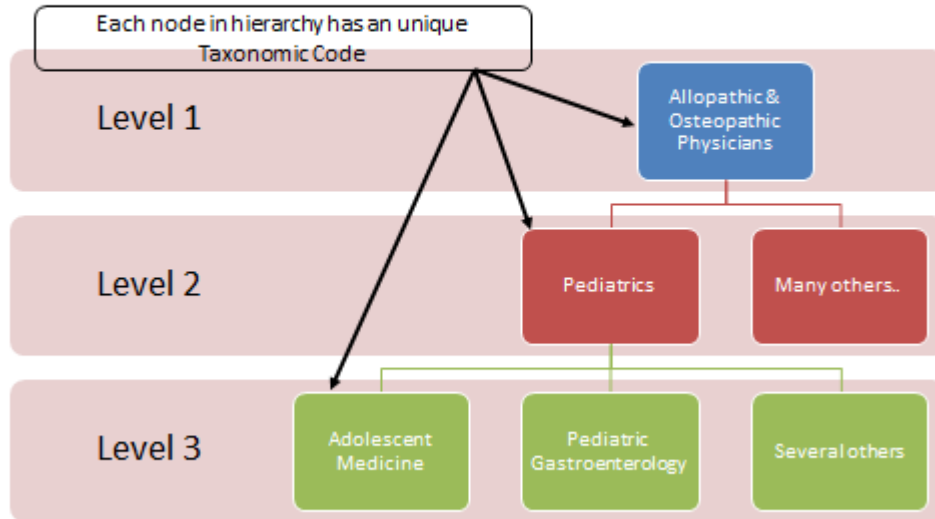 Each node in hierarchy has an unique
Taxonomic Code
Level 1
Allopathic &
Osteopathic
Physicians
Level 2
Pediatrics
Many others..
Level 3
Adolescent
Medicine
Pediatric
Gastroenterology
Several others